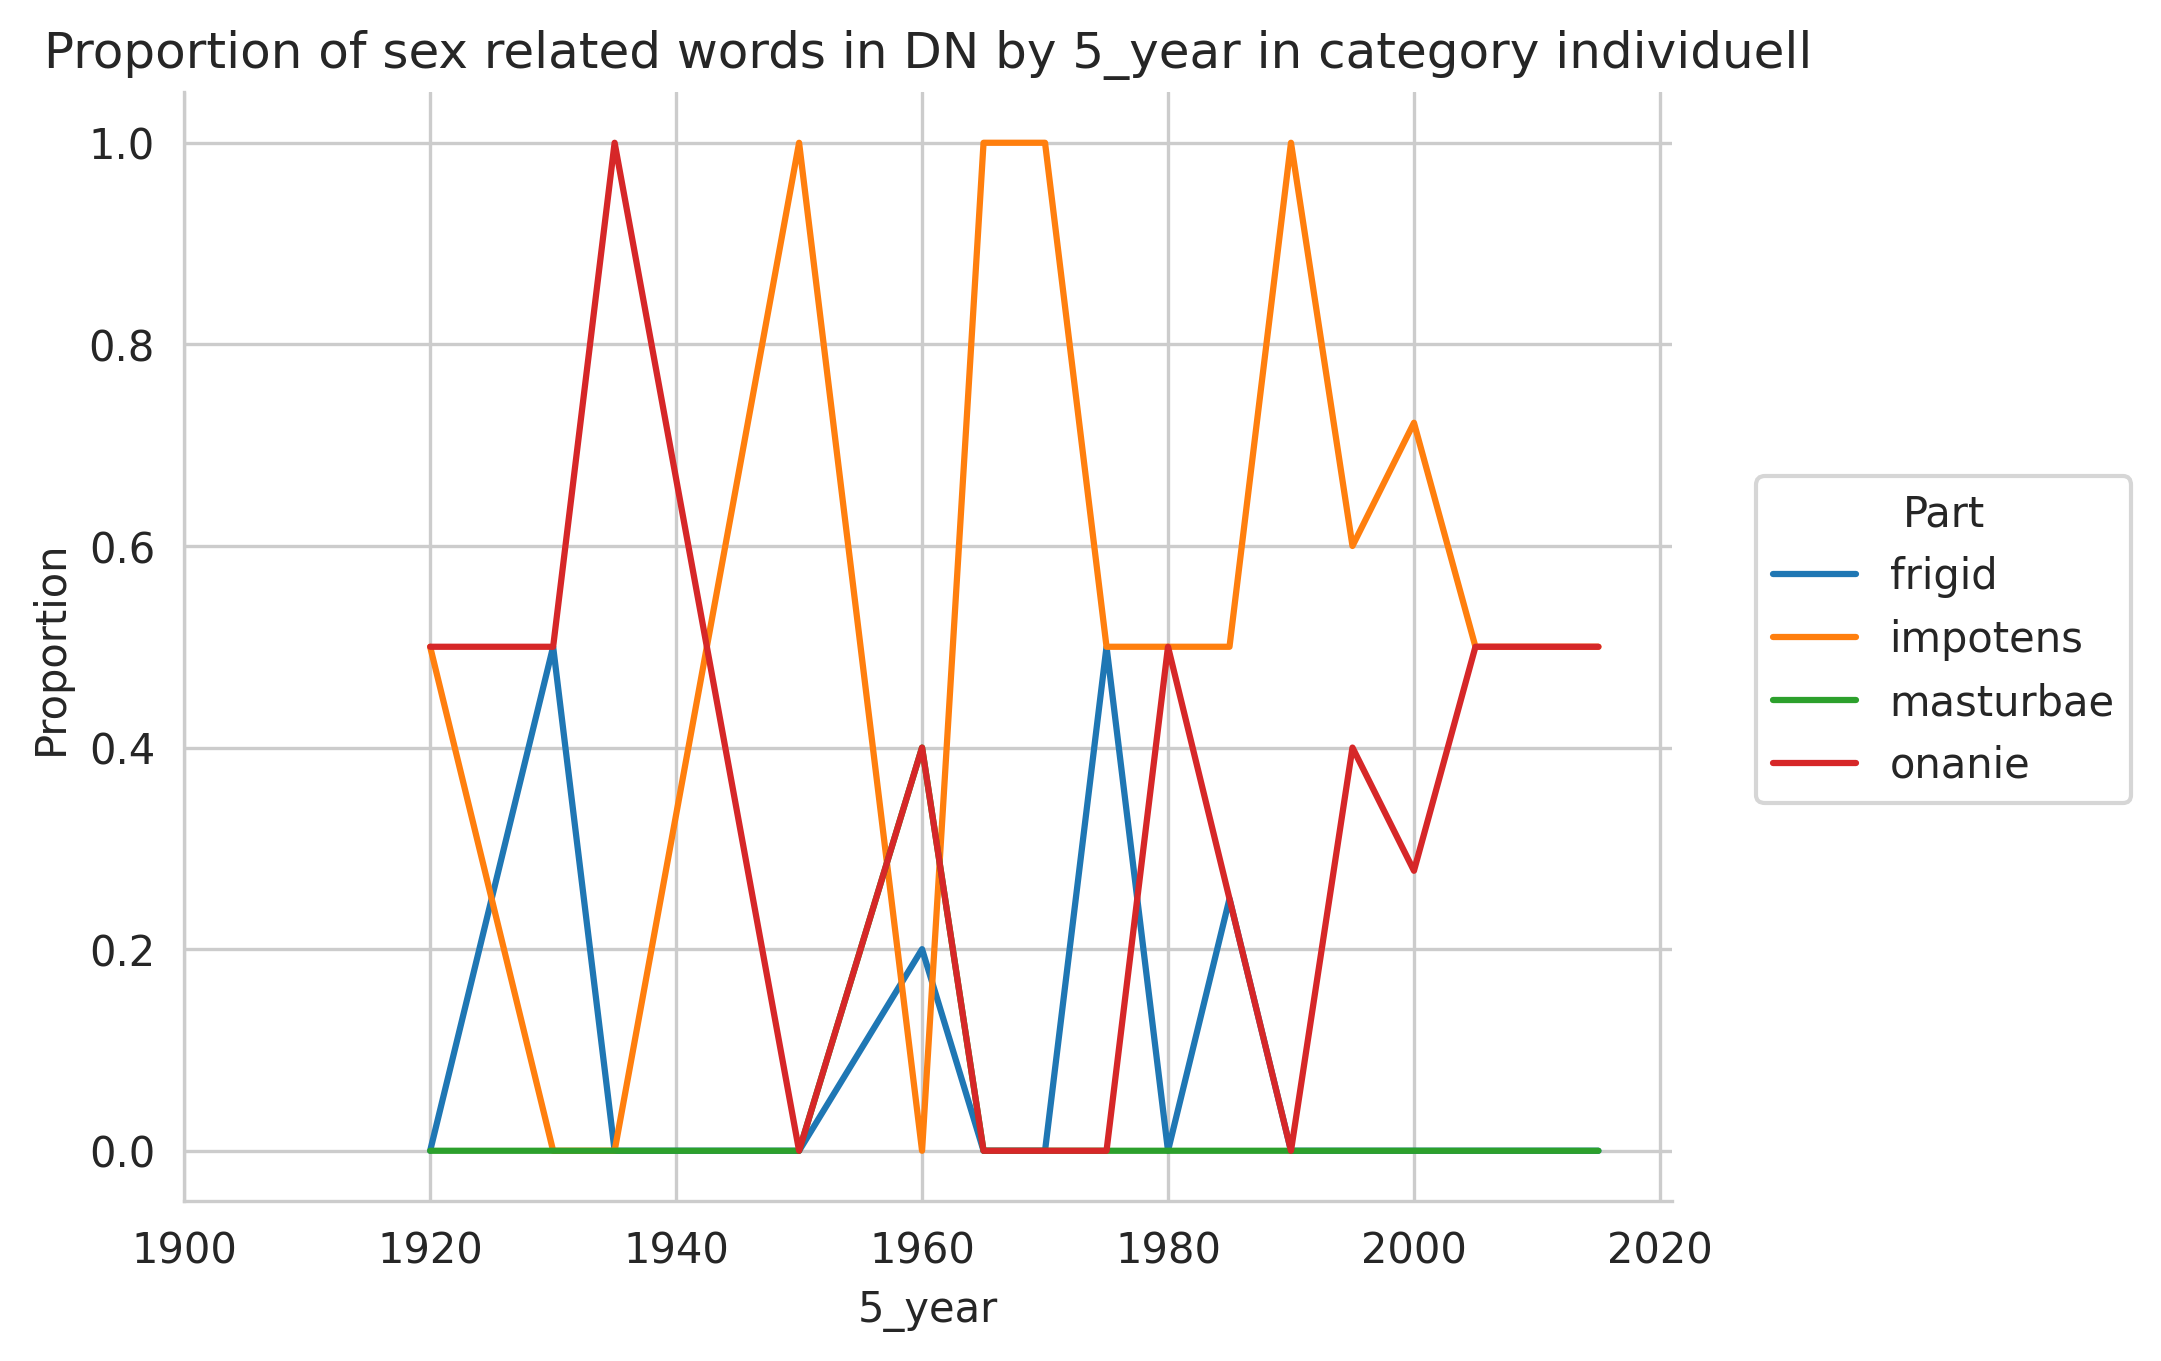 Proportion of sex related words in DN by 5_year in category individuell
1.0
0.8
0.6
0.4
0.2
0.0
Proportion
1900 1920 1940 1960 1980 2000 2020
5_year
Part
frigid
impotens
masturbae
onanie